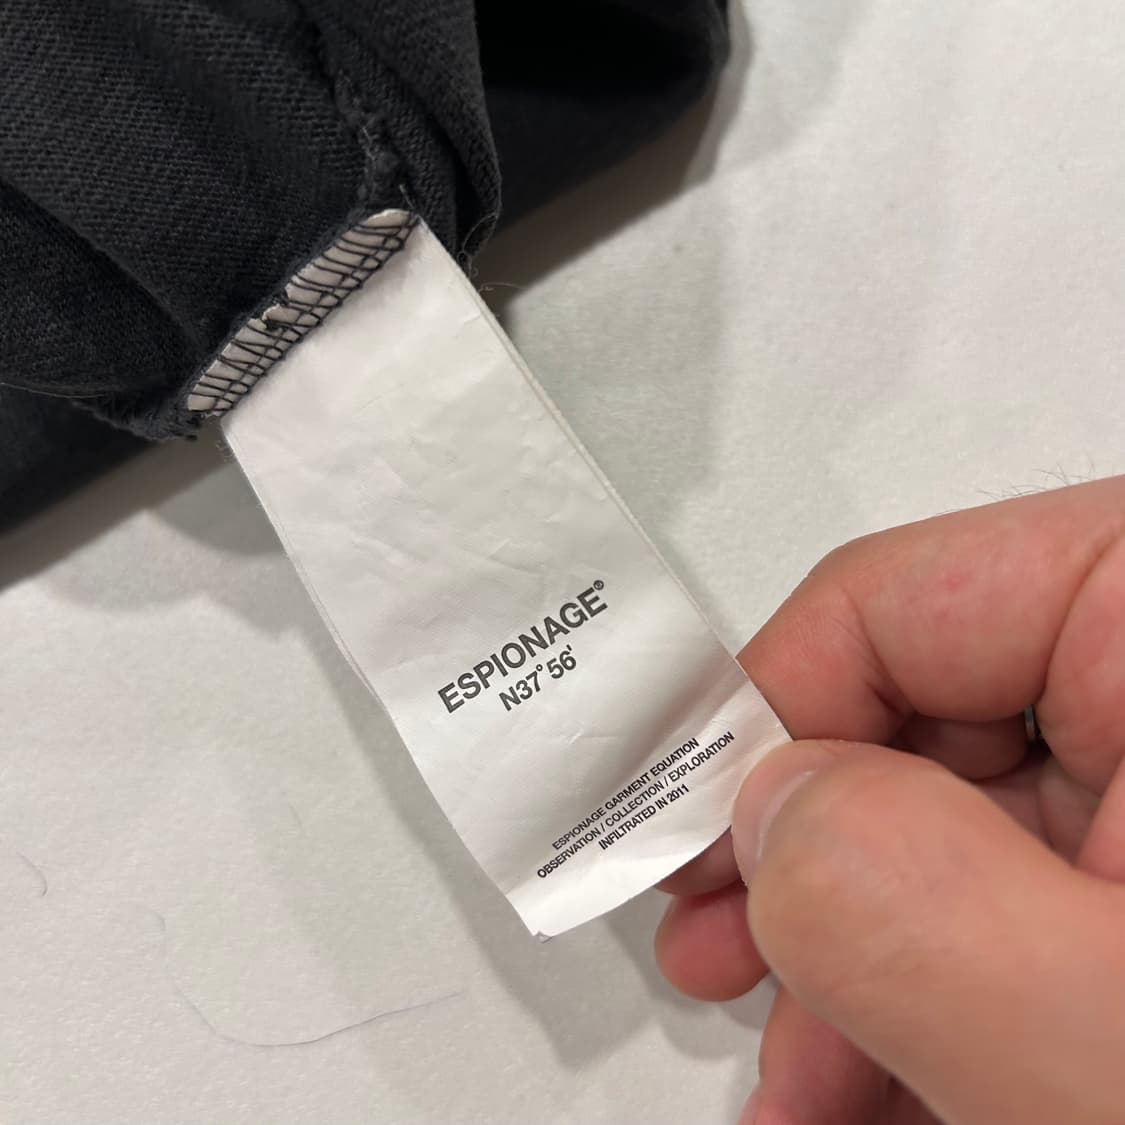 ESPIONAGE®
N37° 56'
ESPIONAGE GARMENT EQUATION
OBSERVATION / COLLECTION / EXPLORATION
INFILTRATED IN 2011